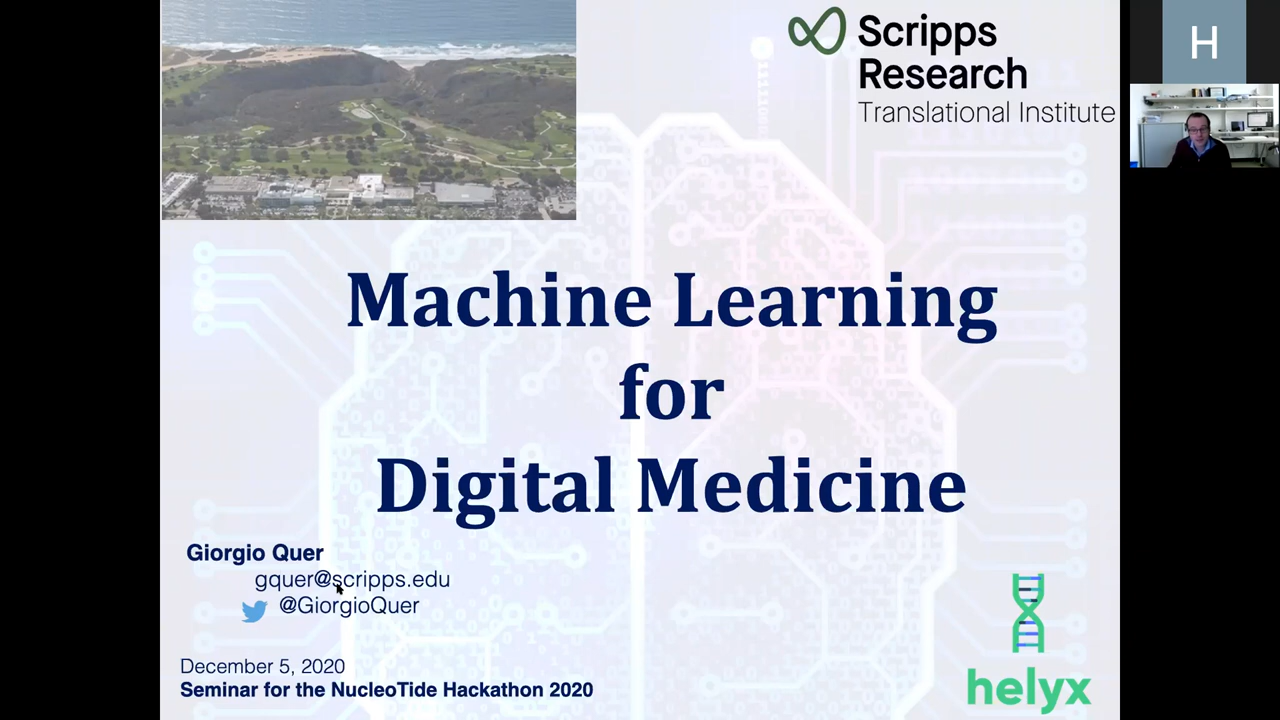 Scripps
Research
Translational Institute
H
Machine Learning
for
Digital Medicine
Giorgio Quer
gquer@scripps.edu
@GiorgioQuer
December 5, 2020
Seminar for the NucleoTide Hackathon 2020
helyx